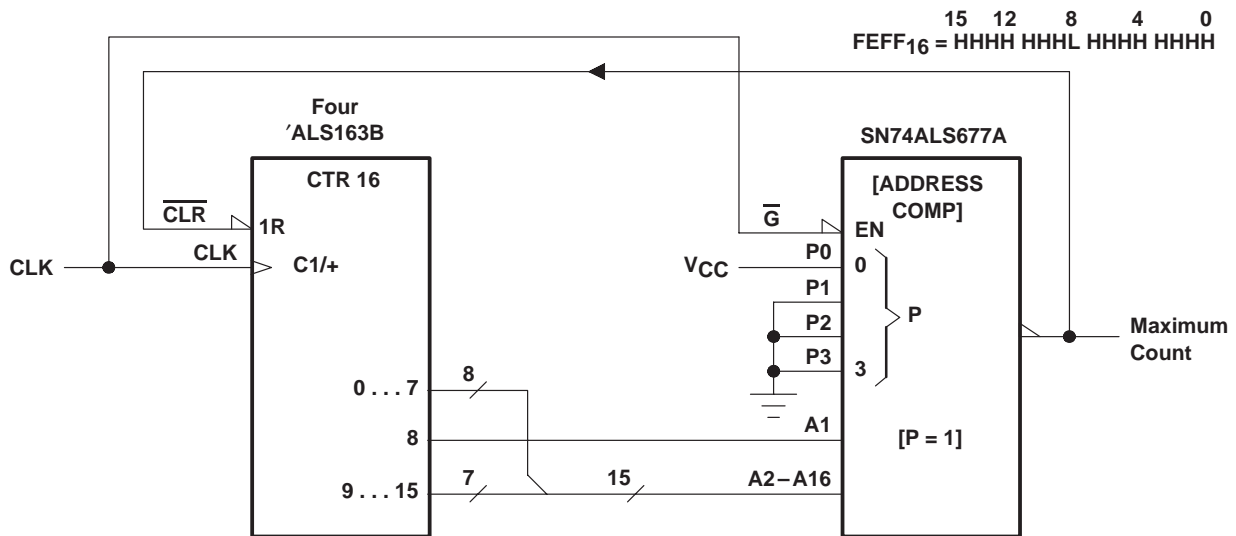 15 12 8 4 0
FEFF16 = HHHH HHHL HHHH HHHH
Four
′ALS163B
SN74ALS677A
CTR 16
[ADDRESS
COMP]
CLR
1R
G
EN
CLK
CLK
C1/+
VCC
P0
0
P1
P2
P
P3
3
Maximum
Count
0 . . . 7
8
8
A1
[P = 1]
9 . . . 15
7
15
A2–A16